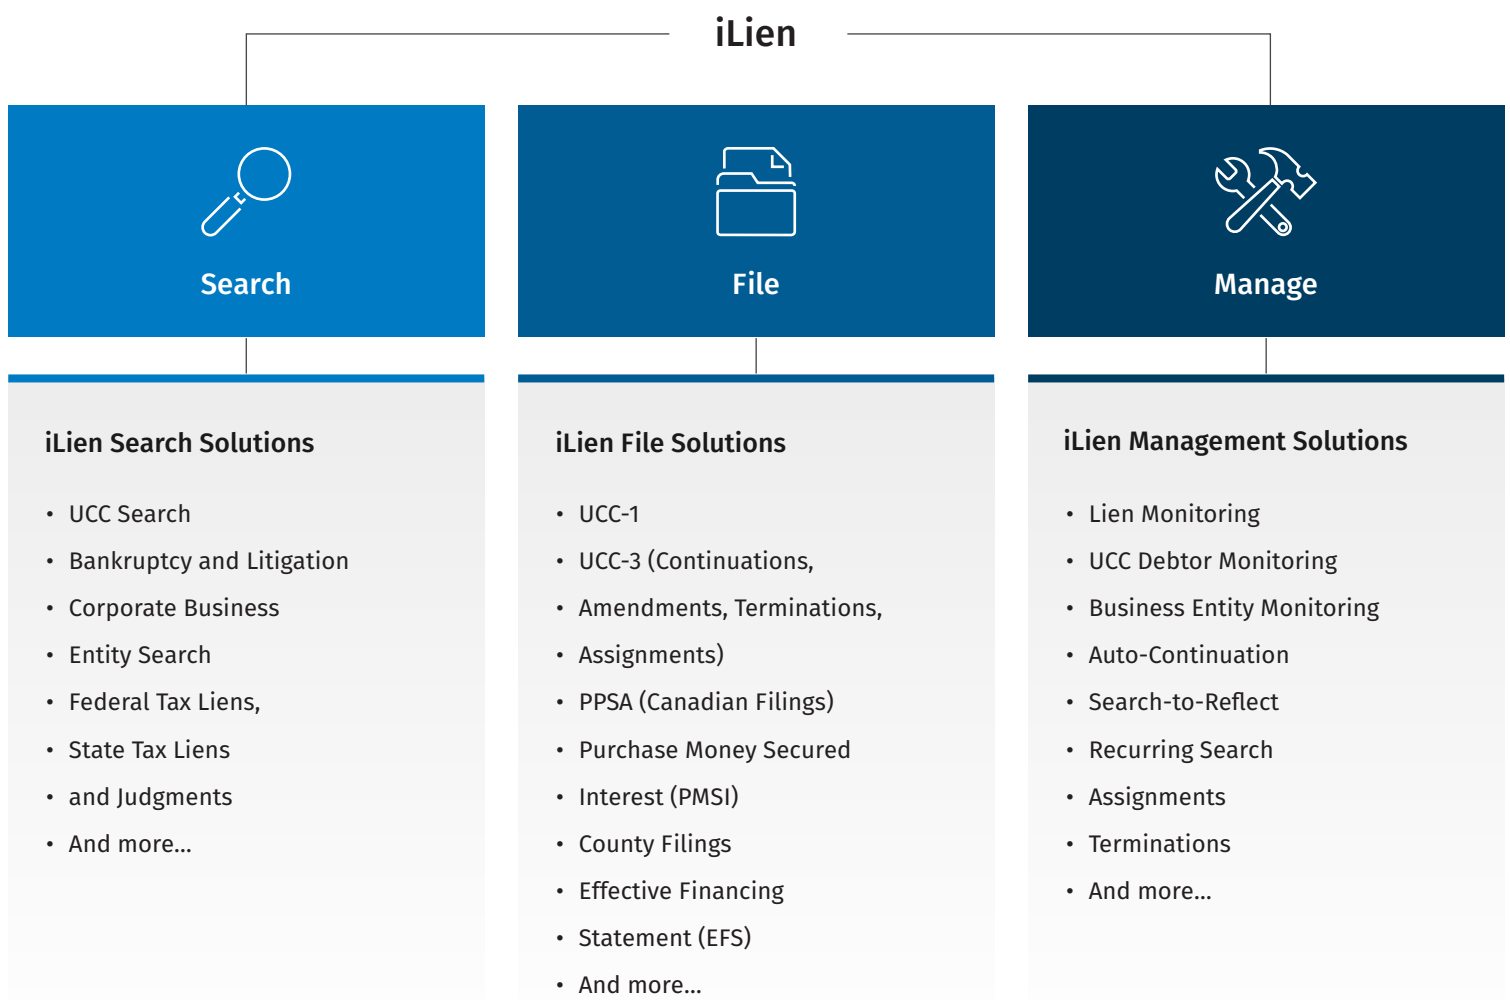 iLien
Search
File
Manage
iLien Search Solutions
• UCC Search
• Bankruptcy and Litigation
• Corporate Business
• Entity Search
• Federal Tax Liens,
• State Tax Liens
• and Judgments
• And more...
iLien File Solutions
• UCC-1
• UCC-3 (Continuations,
• Amendments, Terminations,
• Assignments)
• PPSA (Canadian Filings)
• Purchase Money Secured
• Interest (PMSI)
• County Filings
• Effective Financing
• Statement (EFS)
• And more...
iLien Management Solutions
• Lien Monitoring
• UCC Debtor Monitoring
• Business Entity Monitoring
• Auto-Continuation
• Search-to-Reflect
• Recurring Search
• Assignments
• Terminations
• And more...